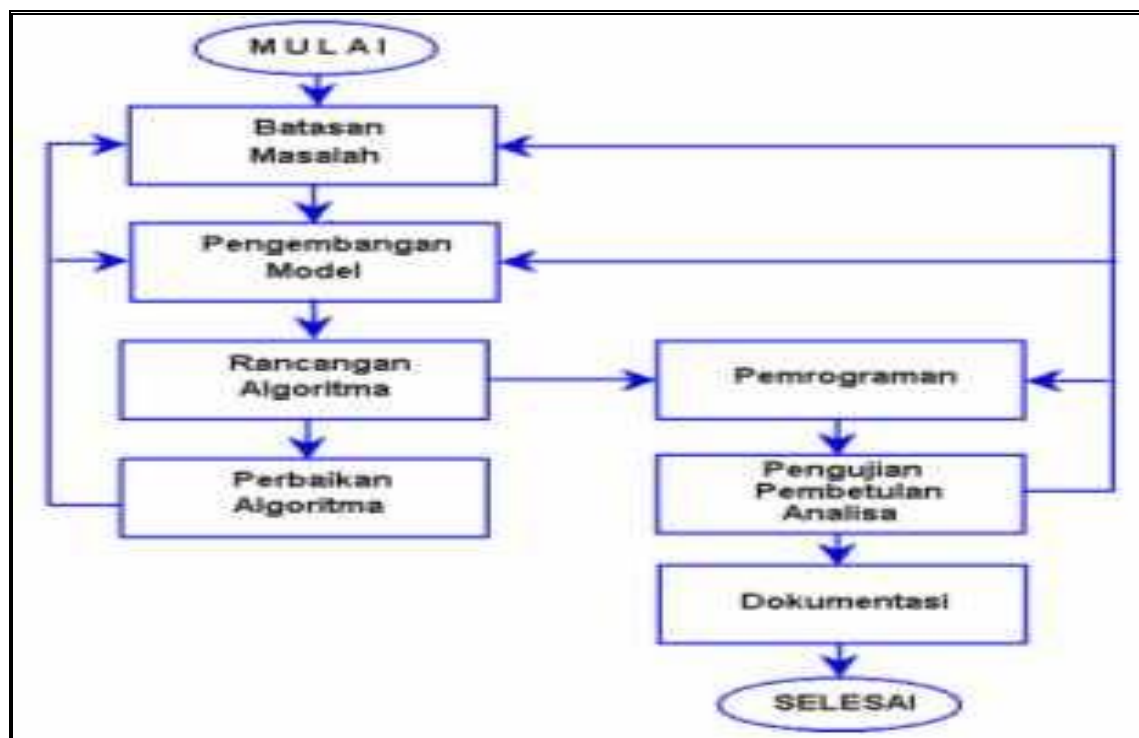 MULAI
Batasan
Masalah
Pengembangan
Model
Rancangan
Algoritma
Perbaikan
Algoritma
Pemrograman
Pengujian
Pembetulan
Analisa
Dokumentasi
SELESAI